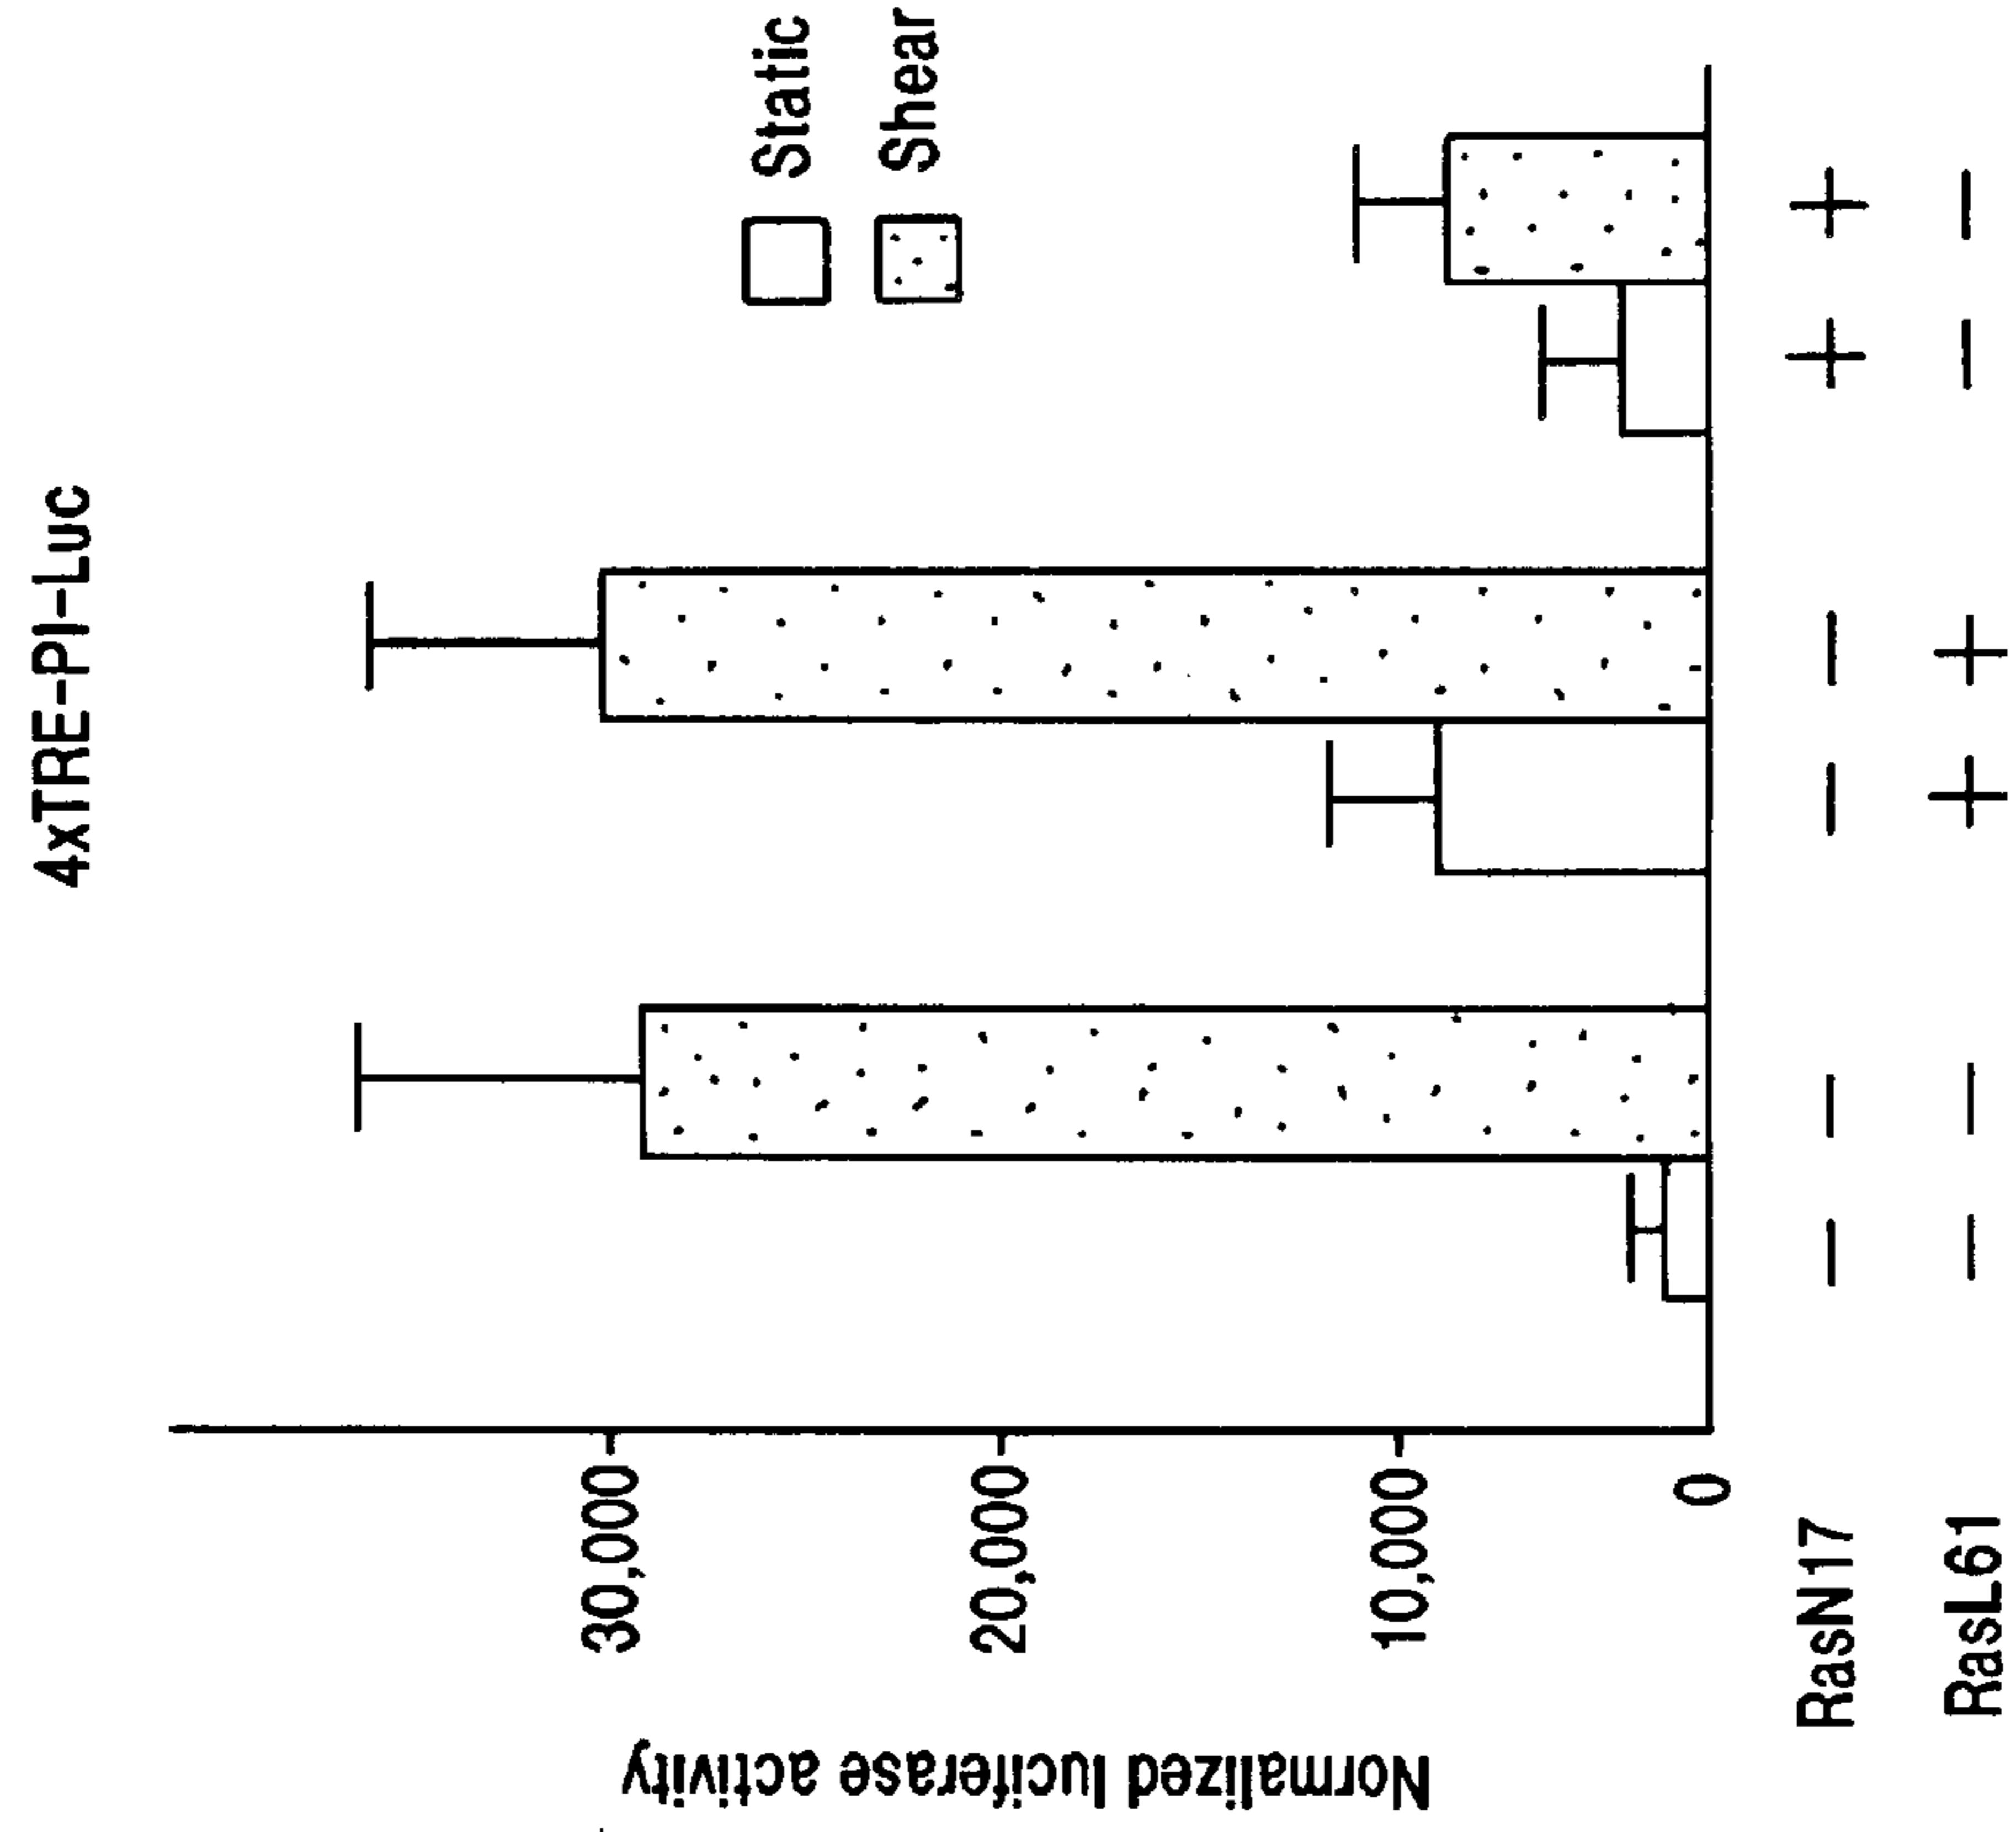 4xTRE-PI-Luc
Static
Shear
Normalized luciferase activity
30,000
20,000
10,000
0
RasN17 − − − − + +
RasL61 − − + + − −